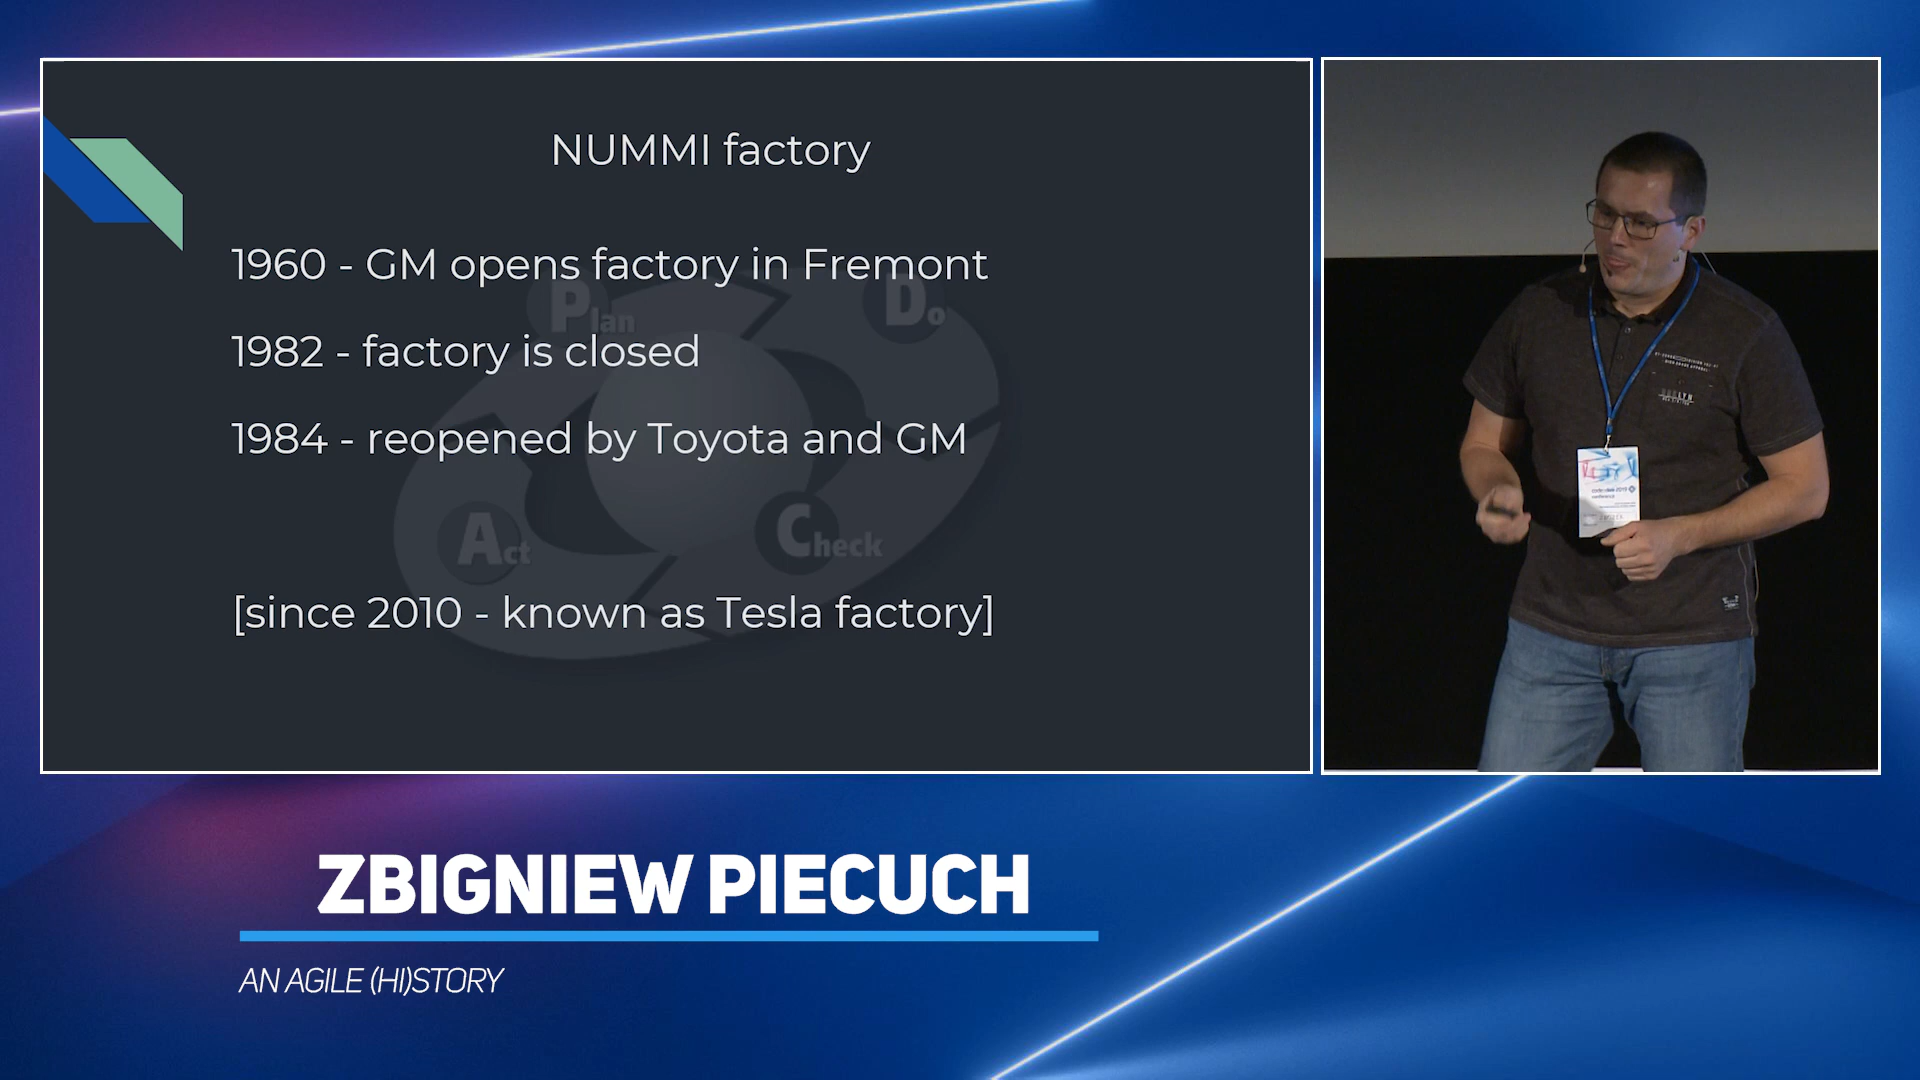 NUMMI factory
1960 - GM opens factory in Fremont
Plan
Do
1982 - factory is closed
1984 - reopened by Toyota and GM
Act
Check
[since 2010 - known as Tesla factory]
ZBIGNIEW PIECUCH
AN AGILE (HI)STORY